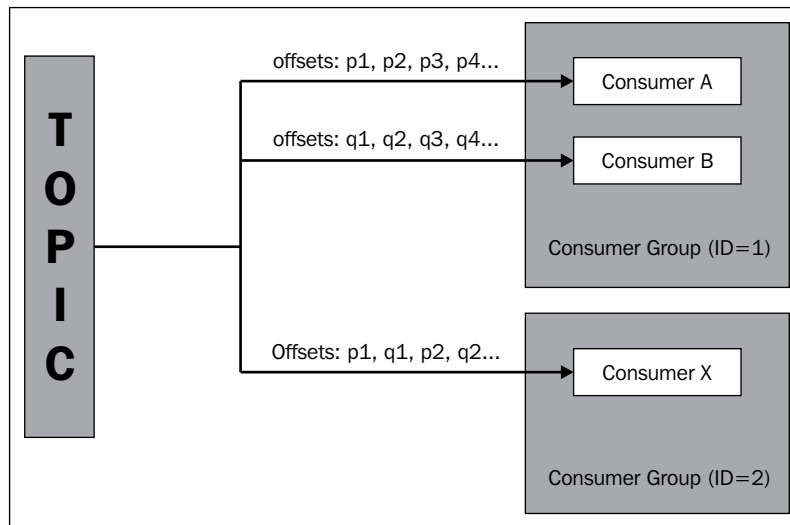 TOPIC
offsets: p1, p2, p3, p4...
Consumer A
offsets: q1, q2, q3, q4...
Consumer B
Consumer Group (ID=1)
Offsets: p1, q1, p2, q2...
Consumer X
Consumer Group (ID=2)